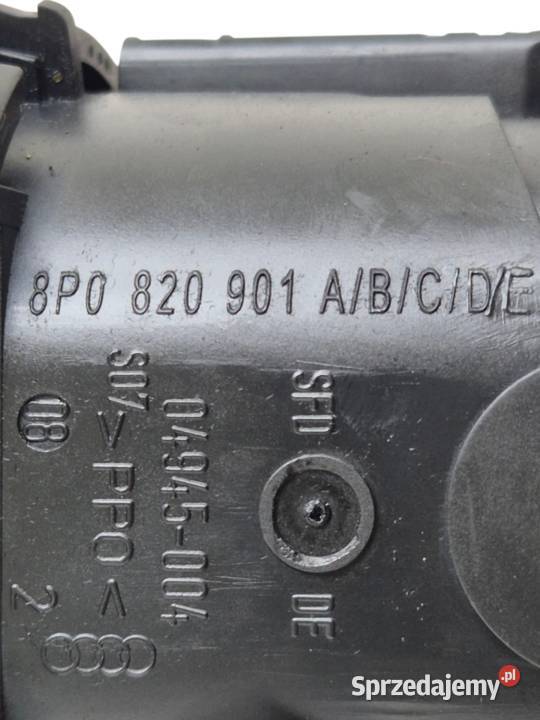 8P0 820 901 A/B/C/D/E
SFD DE
04945-004
S07 >PPO<
08
2
Sprzedajemy.pl